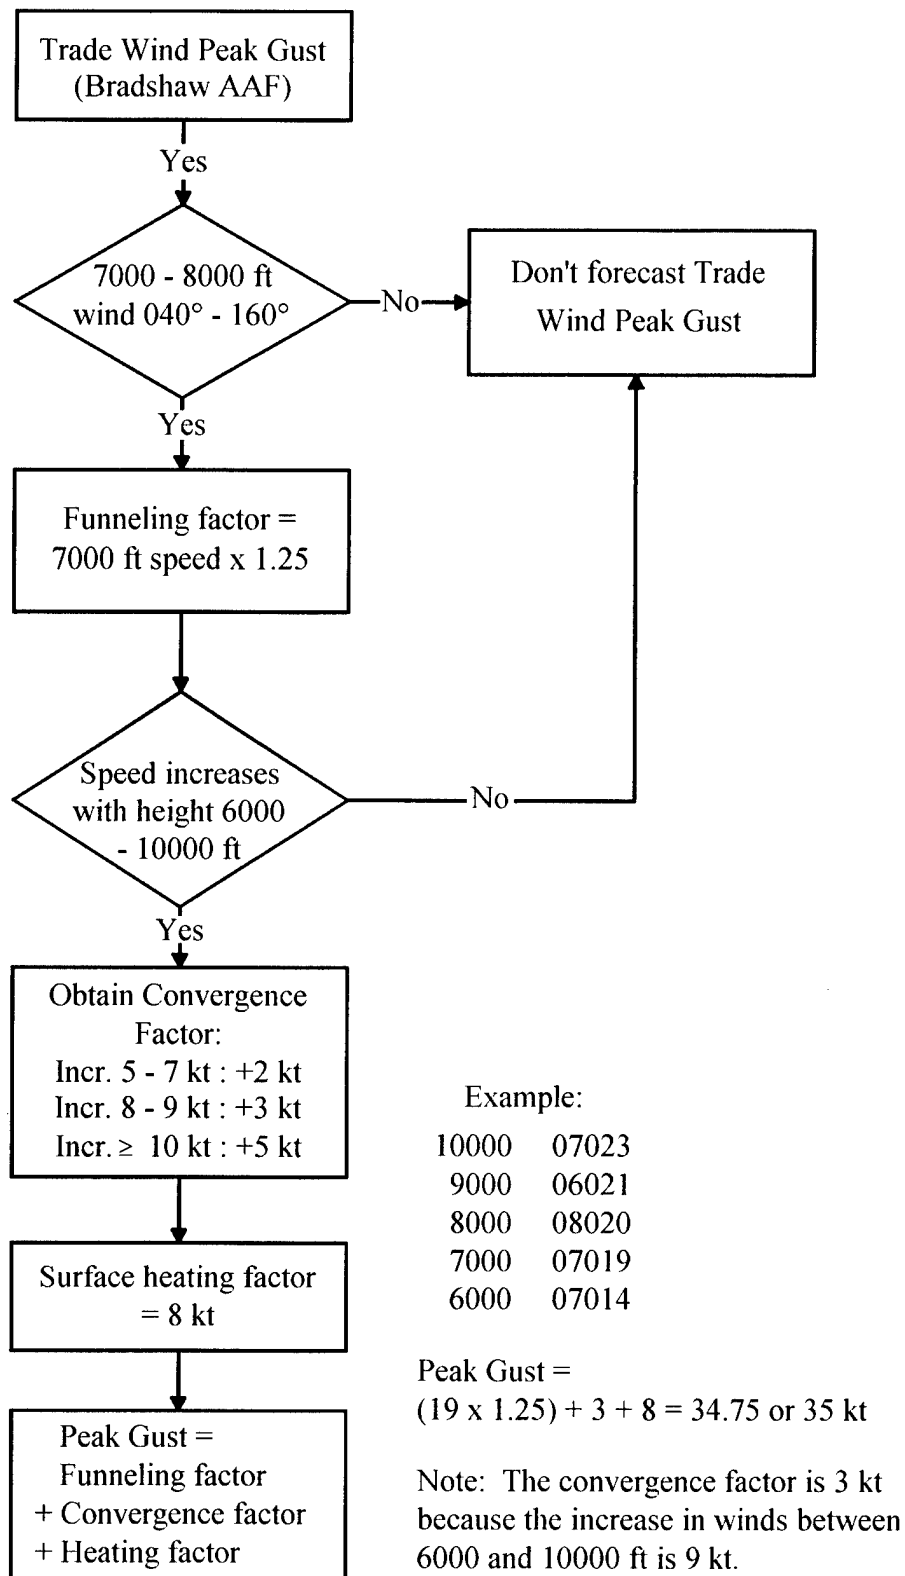 Trade Wind Peak Gust
(Bradshaw AAF)
Yes
7000 - 8000 ft
wind 040° - 160°
No
Don't forecast Trade
Wind Peak Gust
Yes
Funneling factor =
7000 ft speed x 1.25
Speed increases
with height 6000
- 10000 ft
No
Yes
Obtain Convergence
Factor:
Incr. 5 - 7 kt : +2 kt
Incr. 8 - 9 kt : +3 kt
Incr. ≥ 10 kt : +5 kt
Surface heating factor
= 8 kt
Peak Gust =
Funneling factor
+ Convergence factor
+ Heating factor
Example:
10000 07023
9000 06021
8000 08020
7000 07019
6000 07014
Peak Gust =
(19 x 1.25) + 3 + 8 = 34.75 or 35 kt
Note: The convergence factor is 3 kt
because the increase in winds between
6000 and 10000 ft is 9 kt.